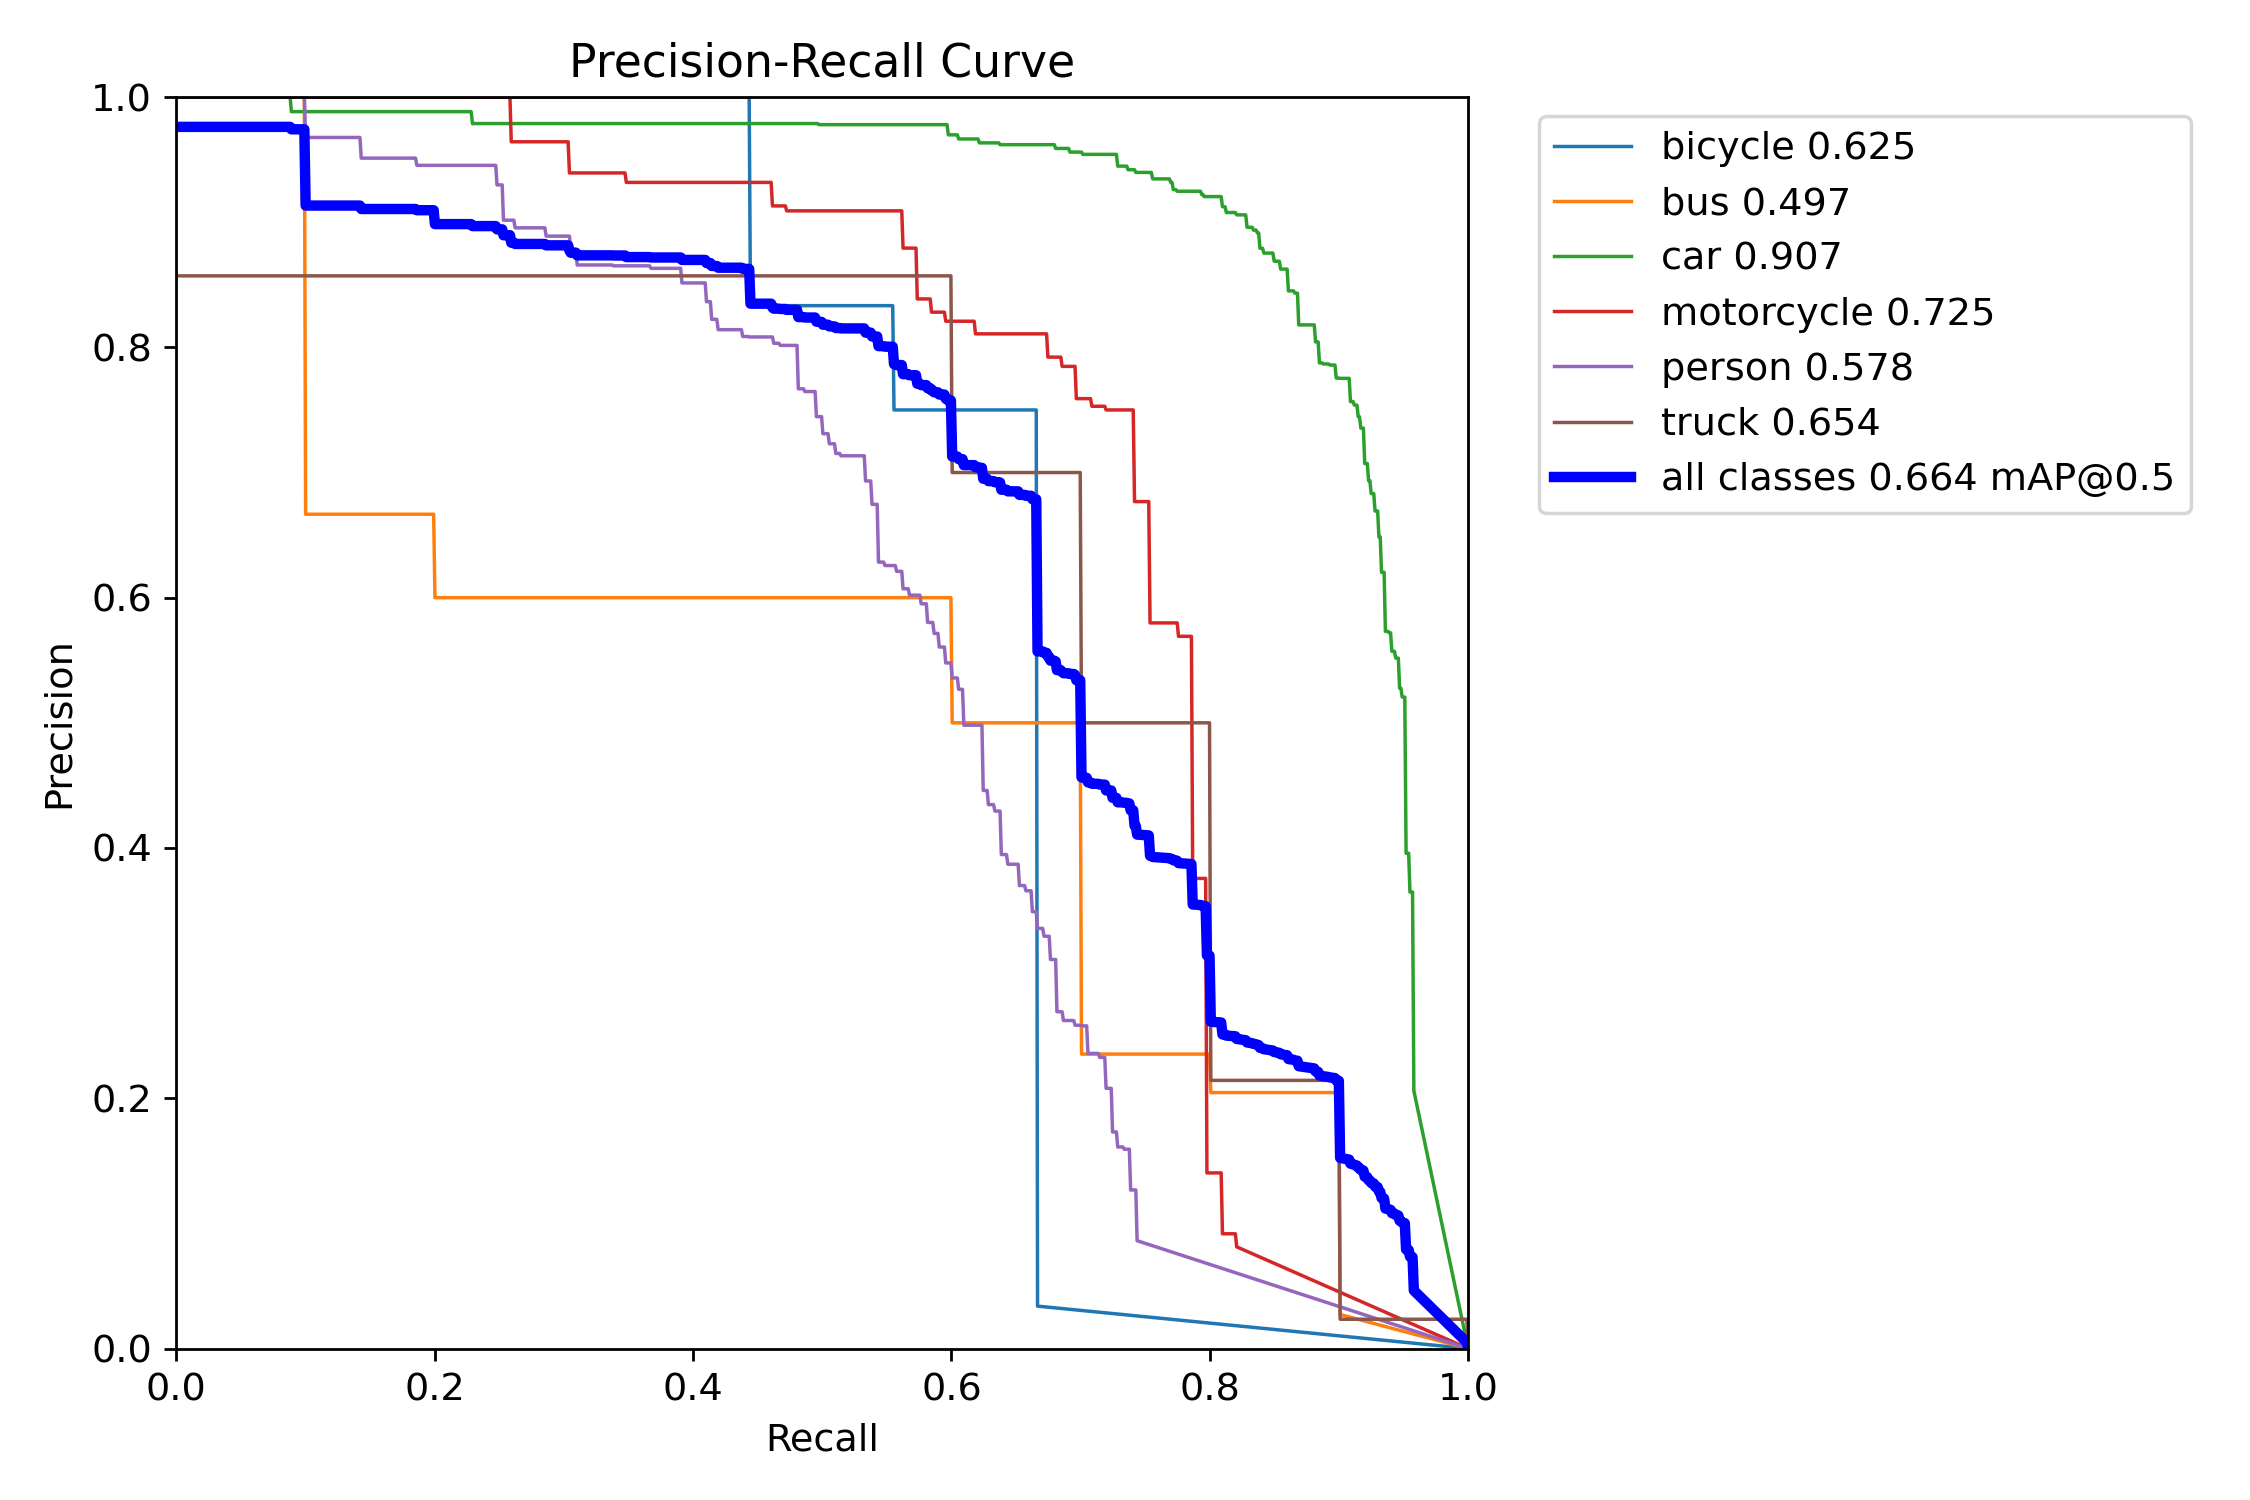 Precision-Recall Curve
1.0
0.8
0.6
0.4
0.2
0.0
Precision
0.0 0.2 0.4 0.6 0.8 1.0
Recall
bicycle 0.625
bus 0.497
car 0.907
motorcycle 0.725
person 0.578
truck 0.654
all classes 0.664 mAP@0.5